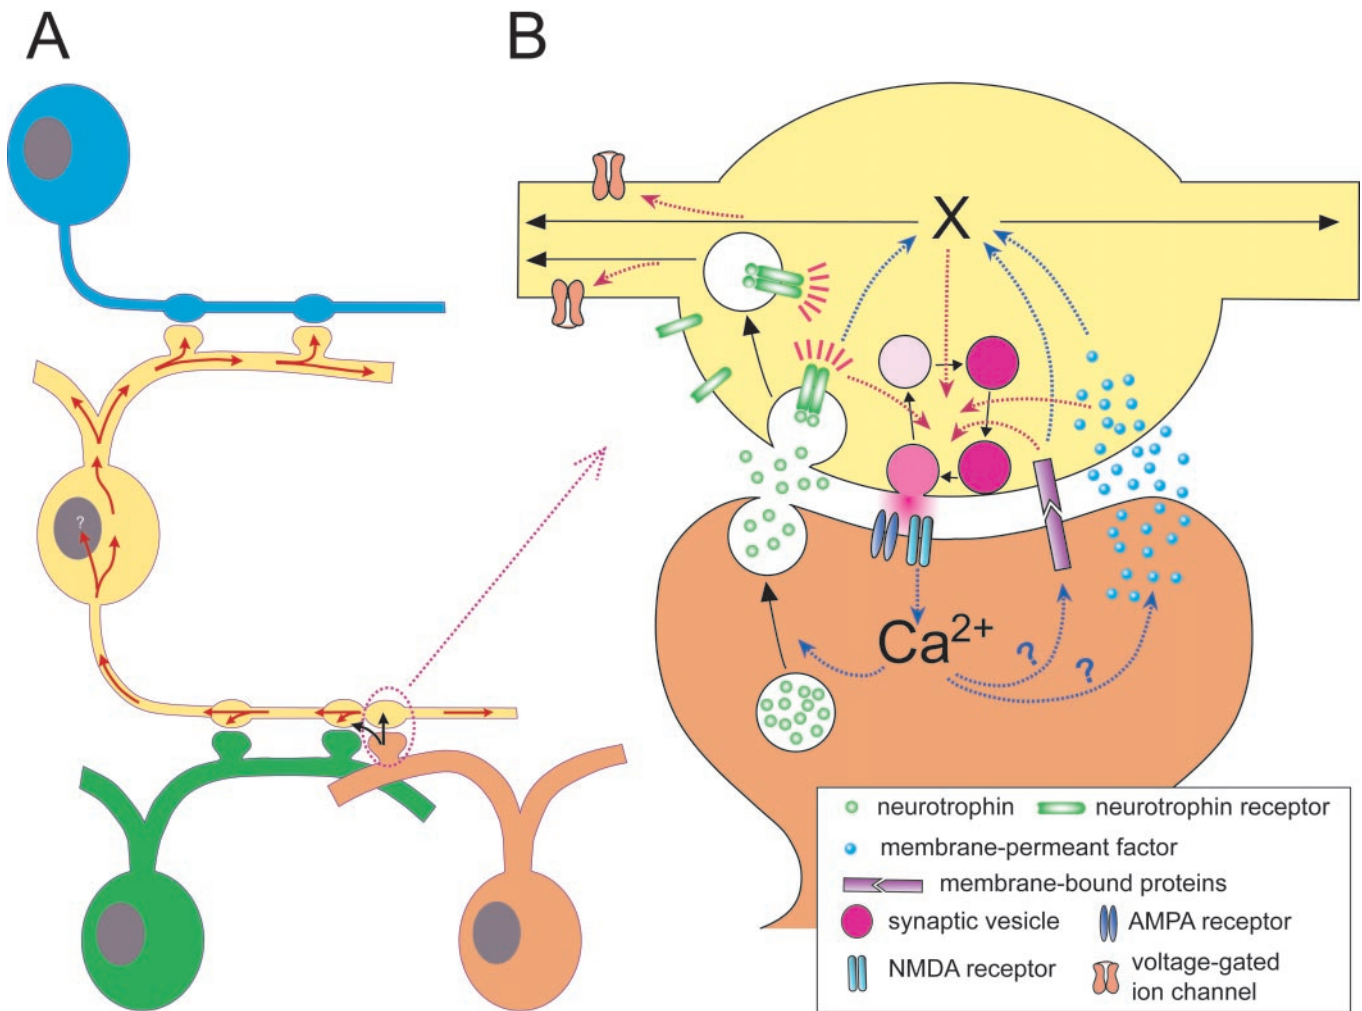 A
B
X
?
Ca2+
?
?
neurotrophin
neurotrophin receptor
membrane-permeant factor
membrane-bound proteins
synaptic vesicle
AMPA receptor
NMDA receptor
voltage-gated
ion channel